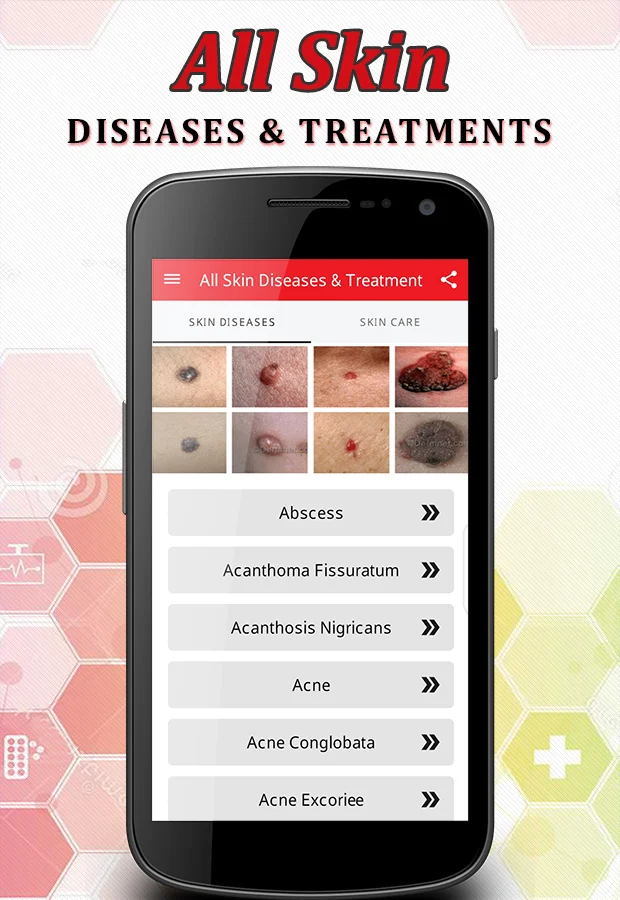 All Skin
DISEASES & TREATMENTS
All Skin Diseases & Treatment
SKIN DISEASES
SKIN CARE
Abscess
Acanthoma Fissuratum
Acanthosis Nigricans
Acne
Acne Conglobata
Acne Excoriee